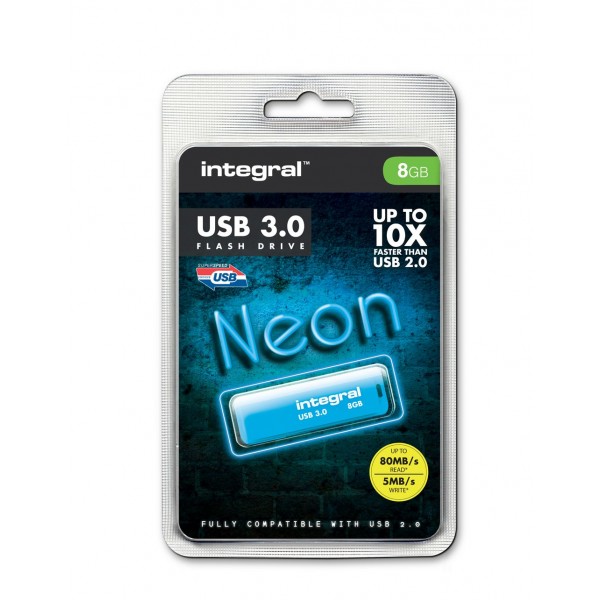 integral™
8GB
USB 3.0
FLASH DRIVE
UP TO
10X
FASTER THAN
USB 2.0
SUPERSPEED
USB
Neon
integral
USB 3.0 8GB
UP TO
80MB/s
READ*
5MB/s
WRITE*
FULLY COMPATIBLE WITH USB 2.0